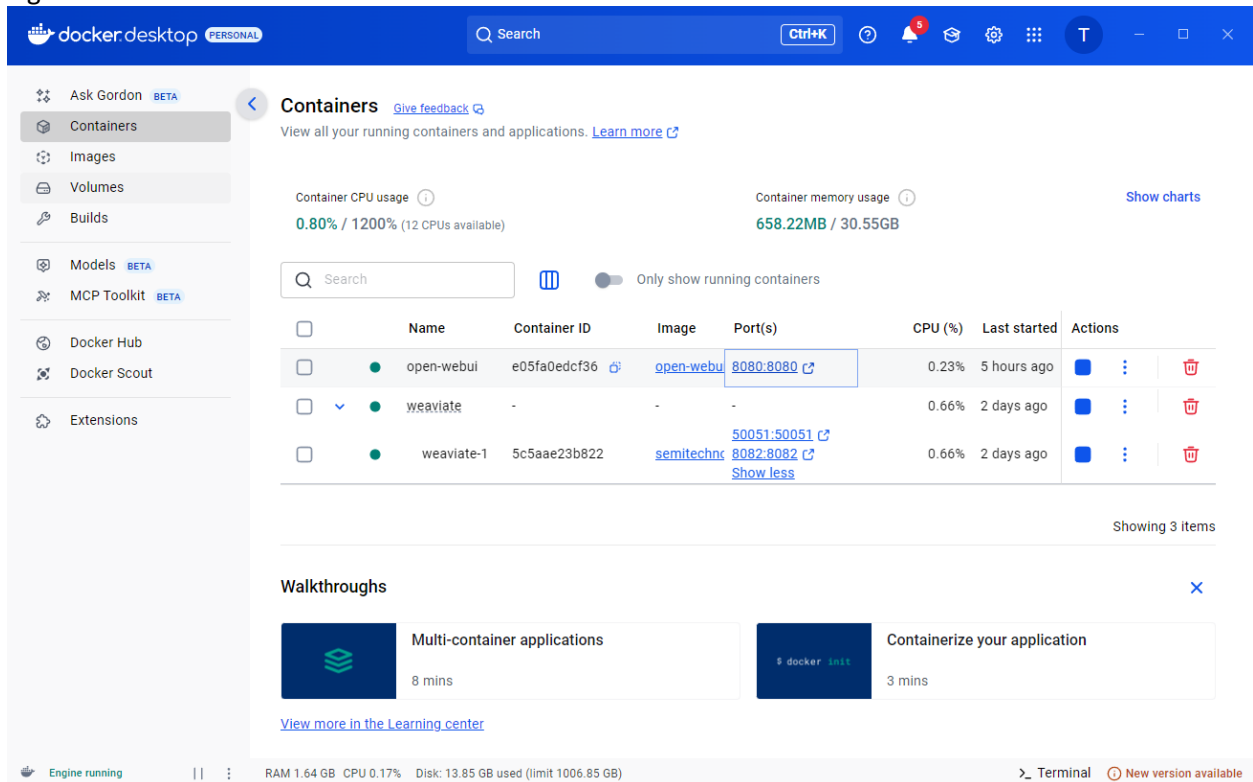 docker.desktop PERSONAL
Search
Ctrl+K
5
T
Ask Gordon BETA
Containers
Images
Volumes
Builds
Models BETA
MCP Toolkit BETA
Docker Hub
Docker Scout
Extensions
Containers Give feedback
View all your running containers and applications. Learn more
Container CPU usage
0.80% / 1200% (12 CPUs available)
Container memory usage
658.22MB / 30.55GB
Show charts
Search
Only show running containers
Name Container ID Image Port(s) CPU (%) Last started Actions
open-webui e05fa0edcf36 open-webu 8080:8080 0.23% 5 hours ago
weaviate - - - 0.66% 2 days ago
50051:50051
weaviate-1 5c5aae23b822 semitechno 8082:8082 0.66% 2 days ago
Show less
Showing 3 items
Walkthroughs
Multi-container applications
8 mins
$ docker init
Containerize your application
3 mins
View more in the Learning center
Engine running
RAM 1.64 GB CPU 0.17% Disk: 13.85 GB used (limit 1006.85 GB)
>_ Terminal
New version available